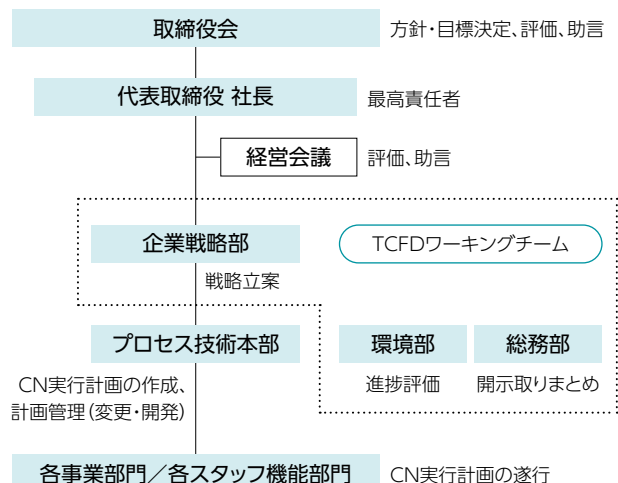 取締役会
方針・目標決定、評価、助言
代表取締役 社長
最高責任者
経営会議
評価、助言
企業戦略部
TCFDワーキングチーム
戦略立案
プロセス技術本部
環境部
総務部
CN実行計画の作成、
計画管理(変更・開発)
進捗評価
開示取りまとめ
各事業部門/各スタッフ機能部門
CN実行計画の遂行